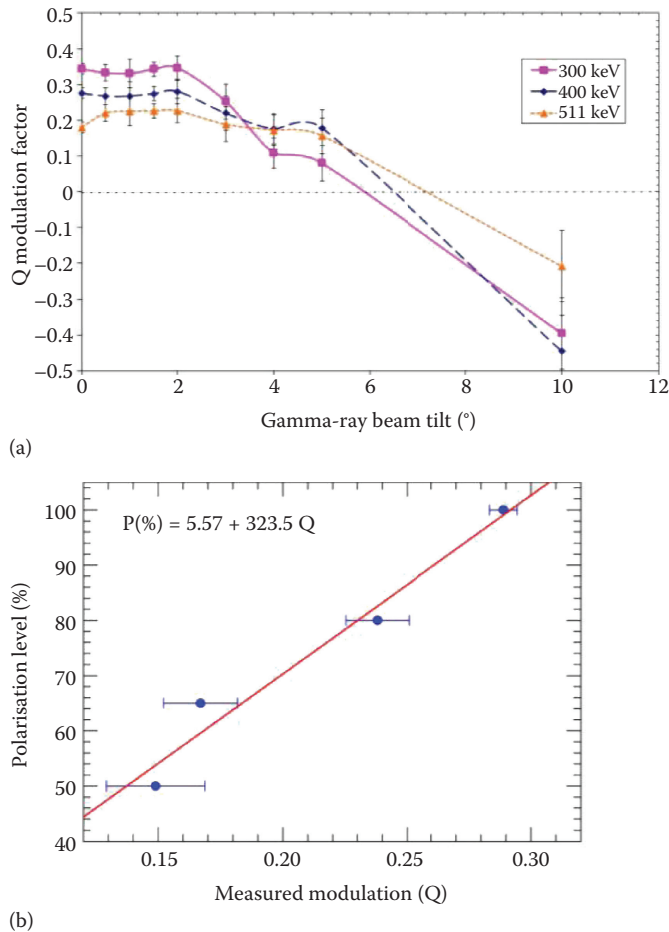 0.5
0.4
0.3
0.2
0.1
0
−0.1
−0.2
−0.3
−0.4
−0.5
Q modulation factor
300 keV
400 keV
511 keV
0 2 4 6 8 10 12
Gamma-ray beam tilt (°)
(a)
P(%) = 5.57 + 323.5 Q
100
90
80
70
60
50
40
Polarisation level (%)
0.15 0.20 0.25 0.30
Measured modulation (Q)
(b)